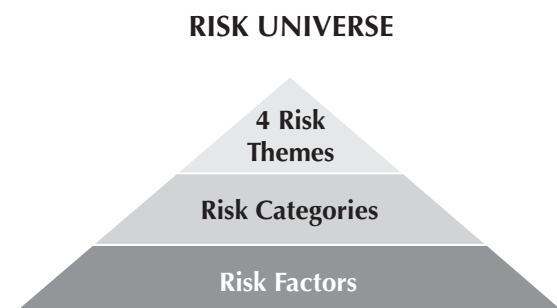 RISK UNIVERSE
4 Risk
Themes
Risk Categories
Risk Factors